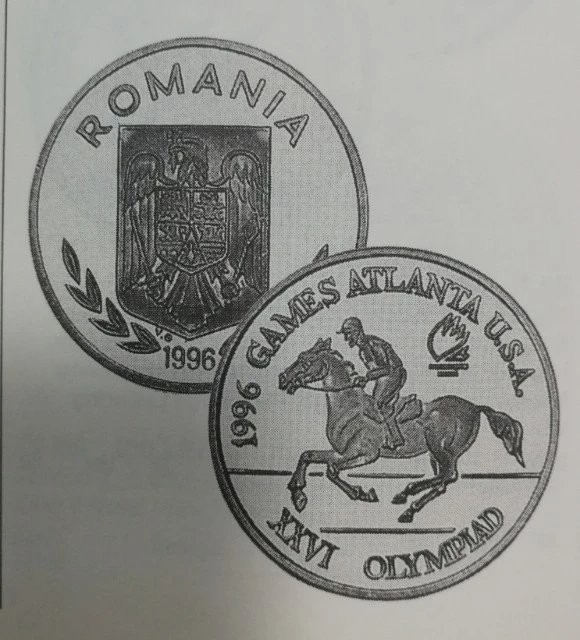 ROMANIA
V.G
1996
1996 GAMES ATLANTA U.S.A.
XXVI OLYMPIAD